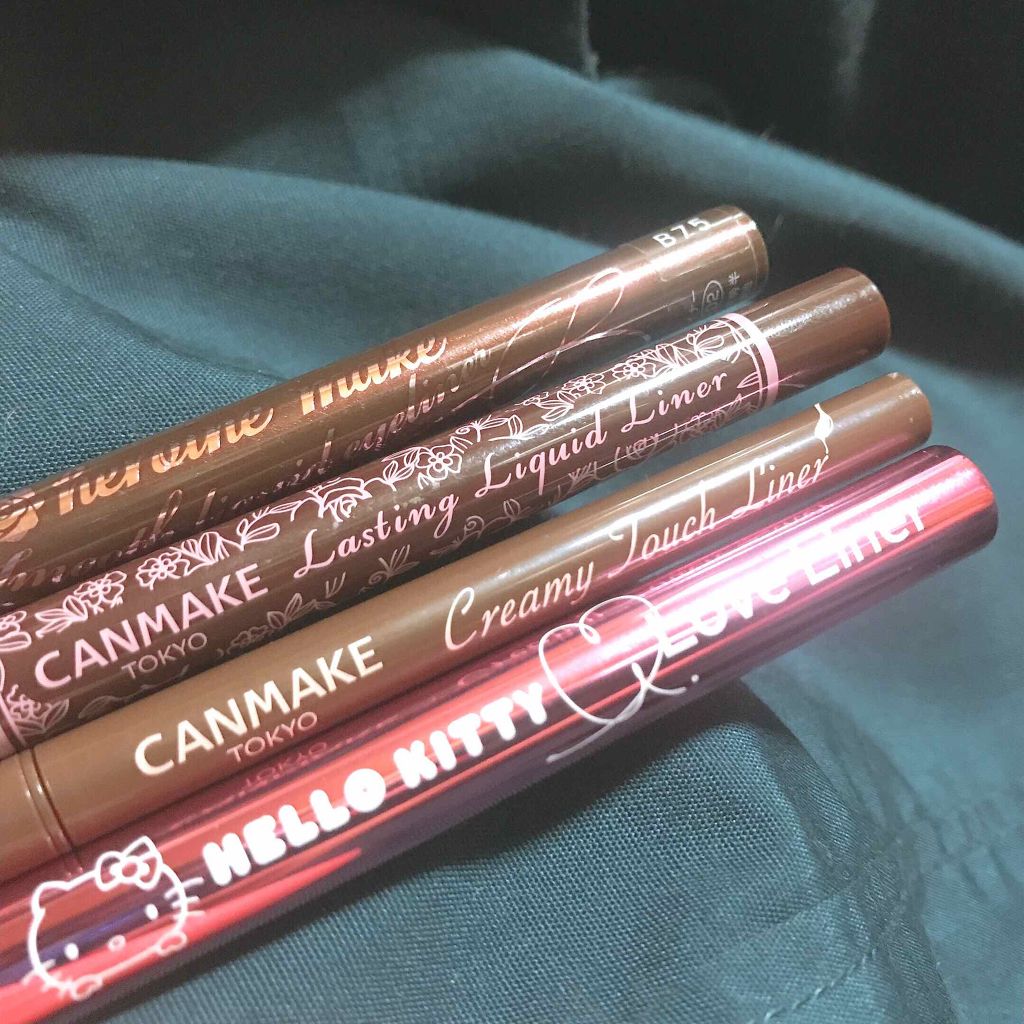 B75
heroine make
Smooth liquid eyeliner
CANMAKE
TOKYO
Lasting Liquid Liner
CANMAKE
TOKYO
Creamy Touch Liner
HELLO KITTY
Love Liner